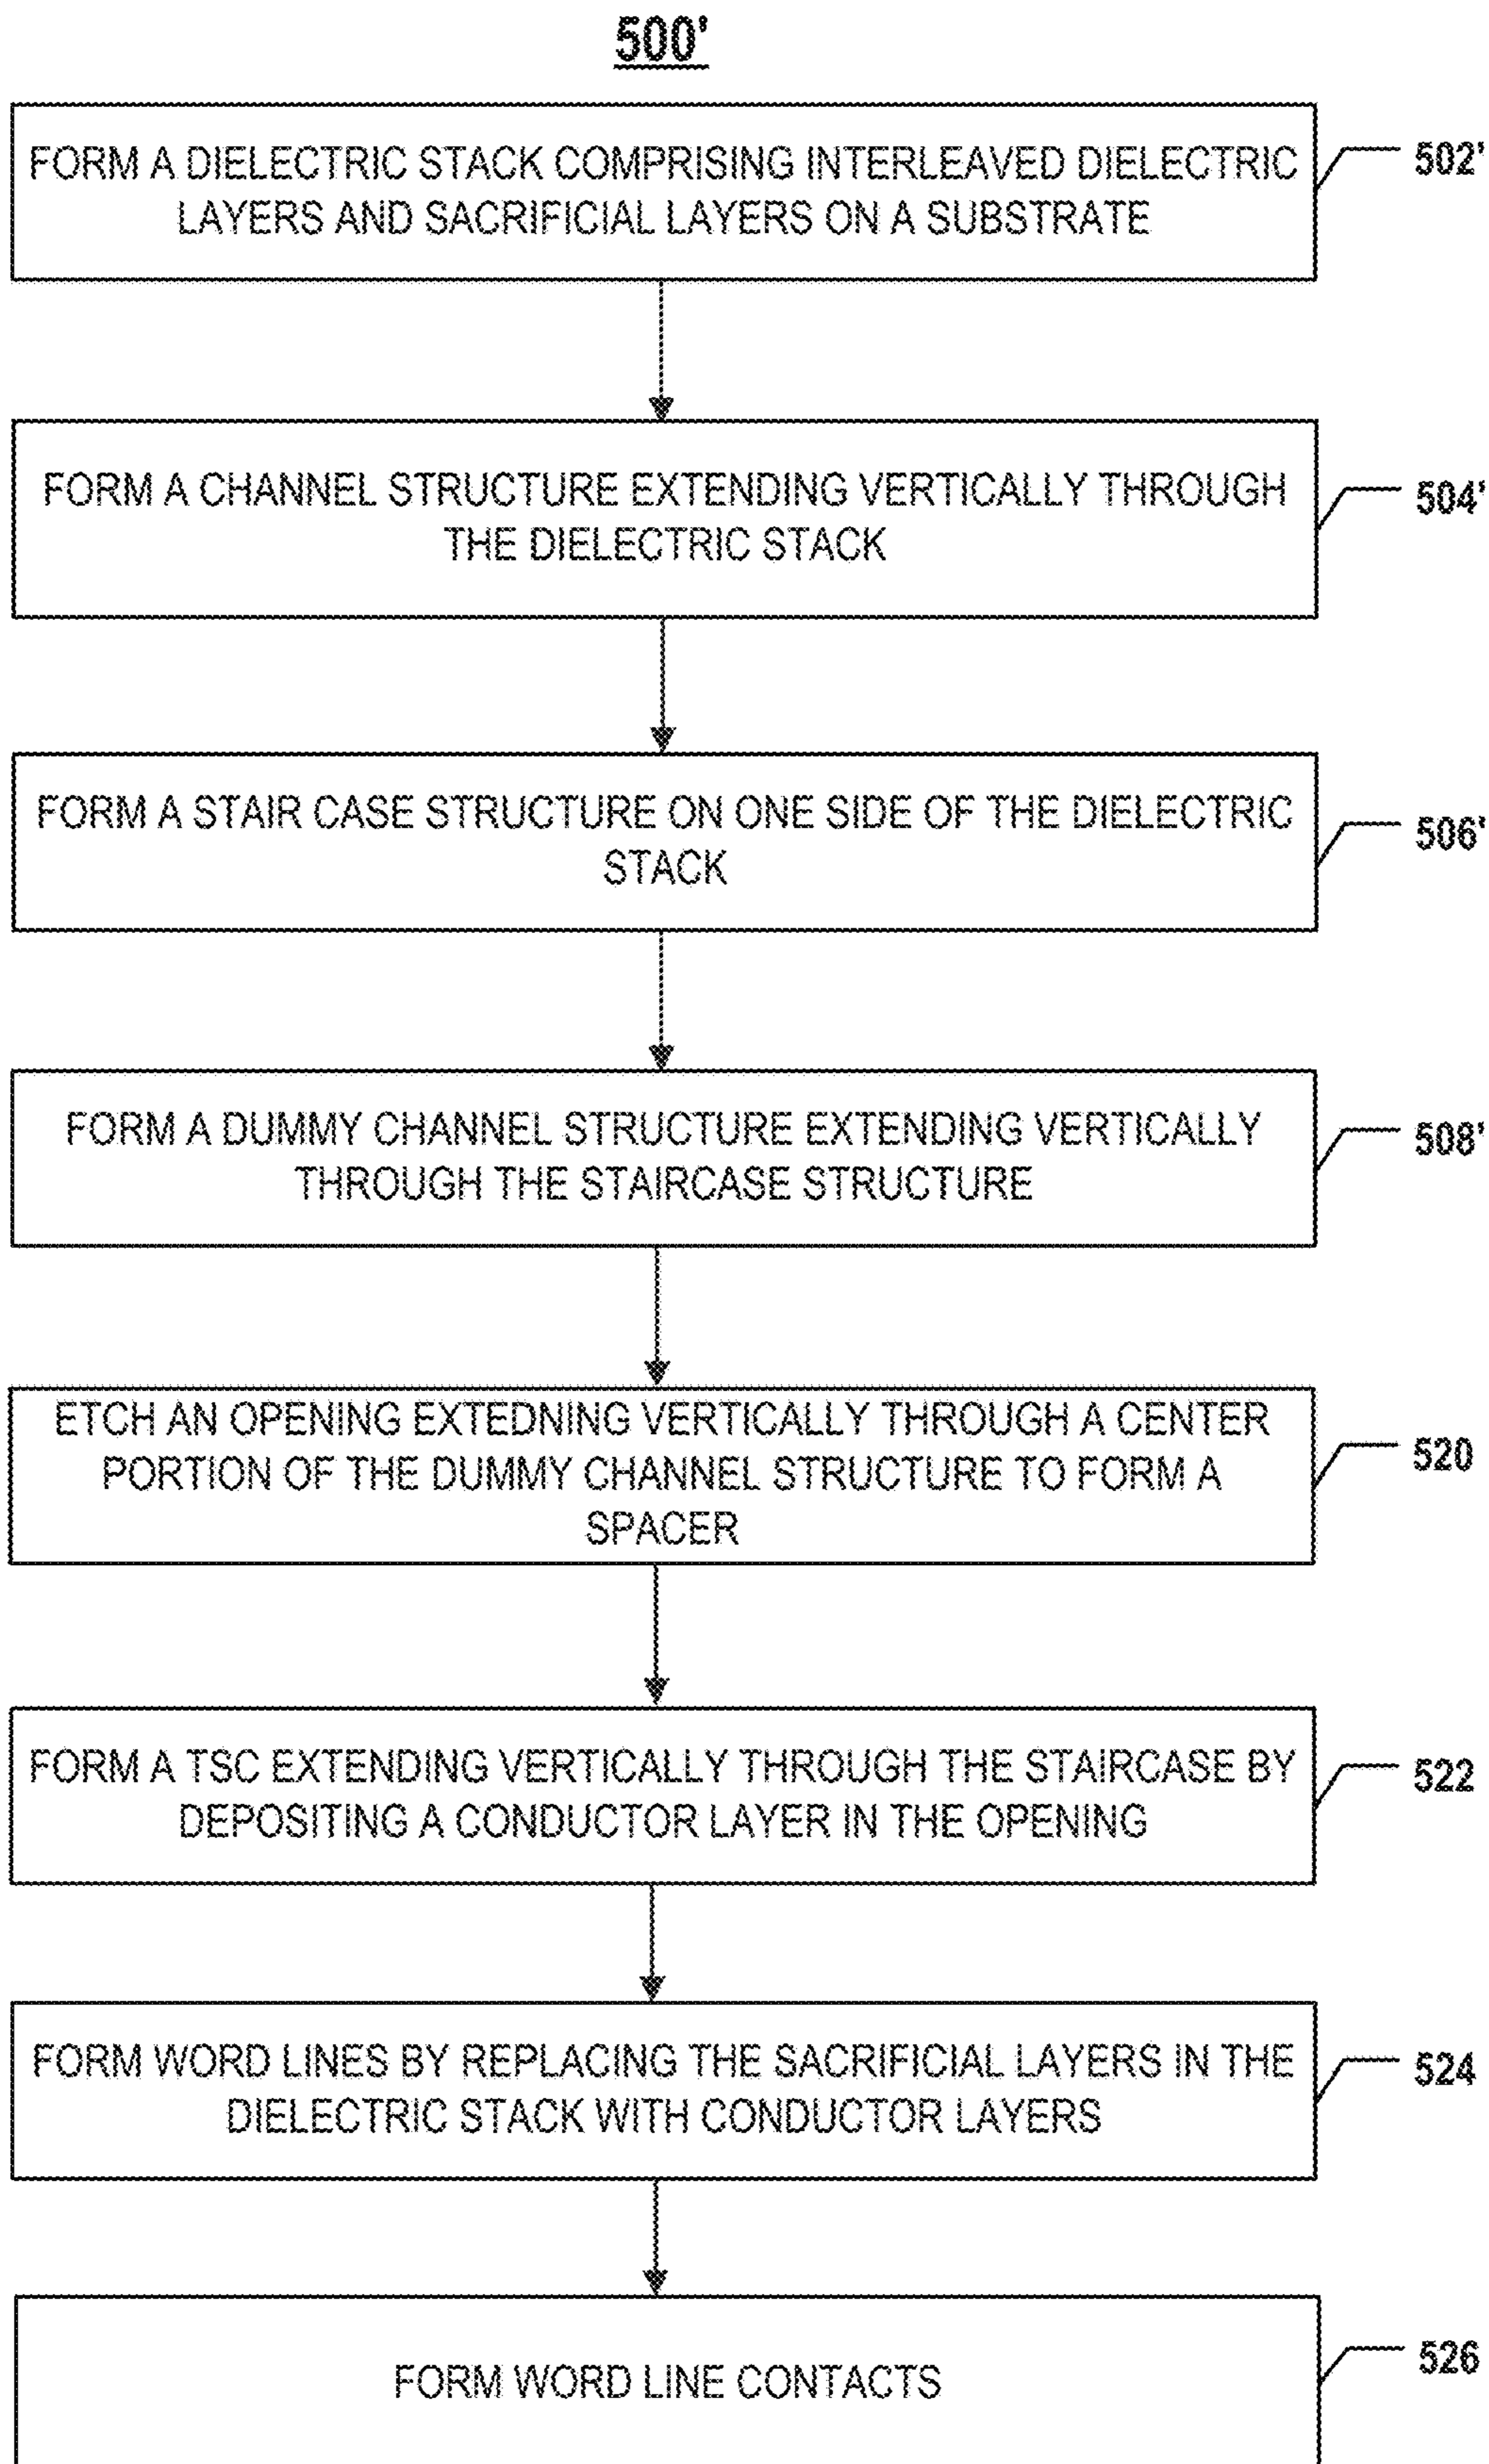 500'
FORM A DIELECTRIC STACK COMPRISING INTERLEAVED DIELECTRIC
LAYERS AND SACRIFICIAL LAYERS ON A SUBSTRATE
502'
FORM A CHANNEL STRUCTURE EXTENDING VERTICALLY THROUGH
THE DIELECTRIC STACK
504'
FORM A STAIR CASE STRUCTURE ON ONE SIDE OF THE DIELECTRIC
STACK
506'
FORM A DUMMY CHANNEL STRUCTURE EXTENDING VERTICALLY
THROUGH THE STAIRCASE STRUCTURE
508'
ETCH AN OPENING EXTEDNING VERTICALLY THROUGH A CENTER
PORTION OF THE DUMMY CHANNEL STRUCTURE TO FORM A
SPACER
520
FORM A TSC EXTENDING VERTICALLY THROUGH THE STAIRCASE BY
DEPOSITING A CONDUCTOR LAYER IN THE OPENING
522
FORM WORD LINES BY REPLACING THE SACRIFICIAL LAYERS IN THE
DIELECTRIC STACK WITH CONDUCTOR LAYERS
524
FORM WORD LINE CONTACTS
526